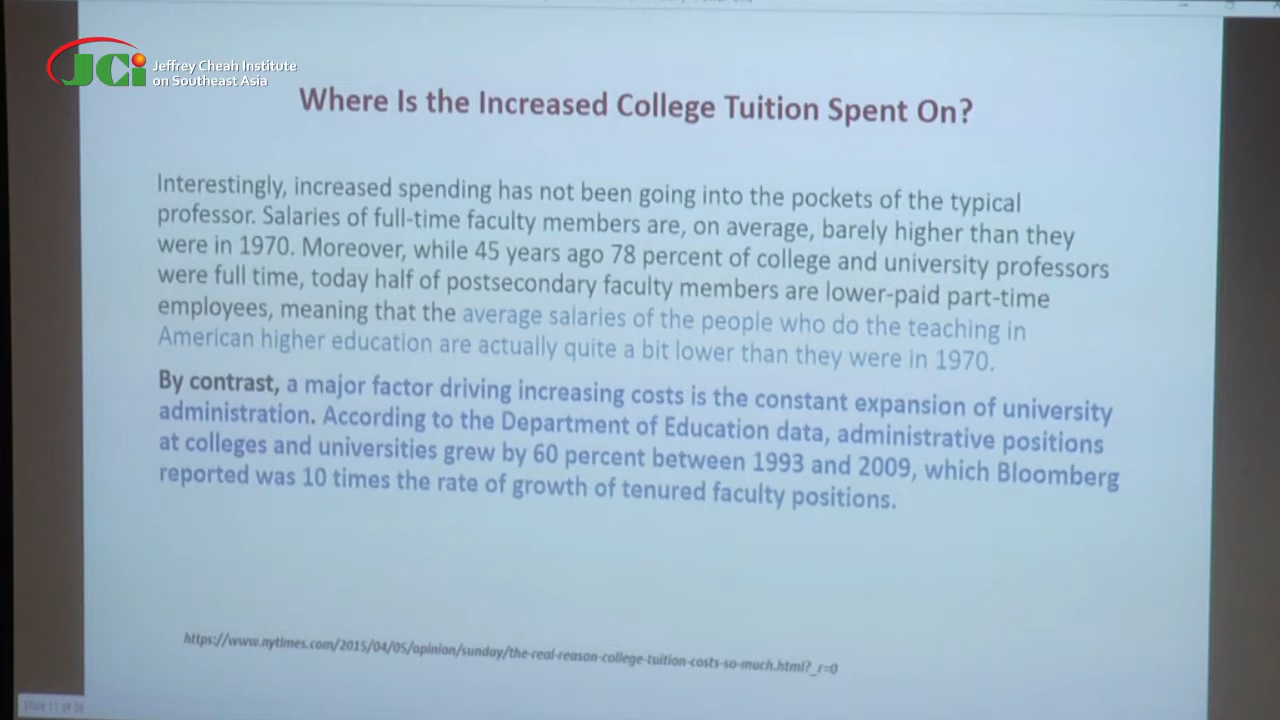 JCi Jeffrey Cheah Institute
on Southeast Asia
Where Is the Increased College Tuition Spent On?
Interestingly, increased spending has not been going into the pockets of the typical
professor. Salaries of full-time faculty members are, on average, barely higher than they
were in 1970. Moreover, while 45 years ago 78 percent of college and university professors
were full time, today half of postsecondary faculty members are lower-paid part-time
employees, meaning that the average salaries of the people who do the teaching in
American higher education are actually quite a bit lower than they were in 1970.
By contrast, a major factor driving increasing costs is the constant expansion of university
administration. According to the Department of Education data, administrative positions
at colleges and universities grew by 60 percent between 1993 and 2009, which Bloomberg
reported was 10 times the rate of growth of tenured faculty positions.
https://www.nytimes.com/2015/04/05/opinion/sunday/the-real-reason-college-tuition-costs-so-much.html?_r=0